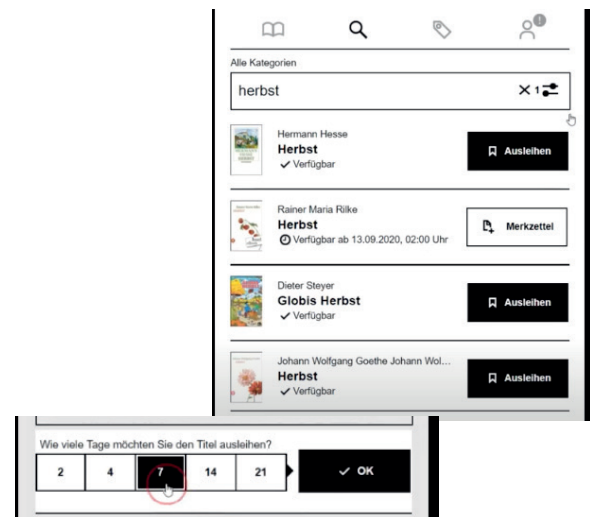 Alle Kategorien
herbst
1
Hermann Hesse
Herbst
Verfügbar
Ausleihen
Rainer Maria Rilke
Herbst
Verfügbar ab 13.09.2020, 02:00 Uhr
Merkzettel
Dieter Steyer
Globis Herbst
Verfügbar
Ausleihen
Johann Wolfgang Goethe Johann Wol...
Herbst
Verfügbar
Ausleihen
Wie viele Tage möchten Sie den Titel ausleihen?
2 4 7 14 21 OK